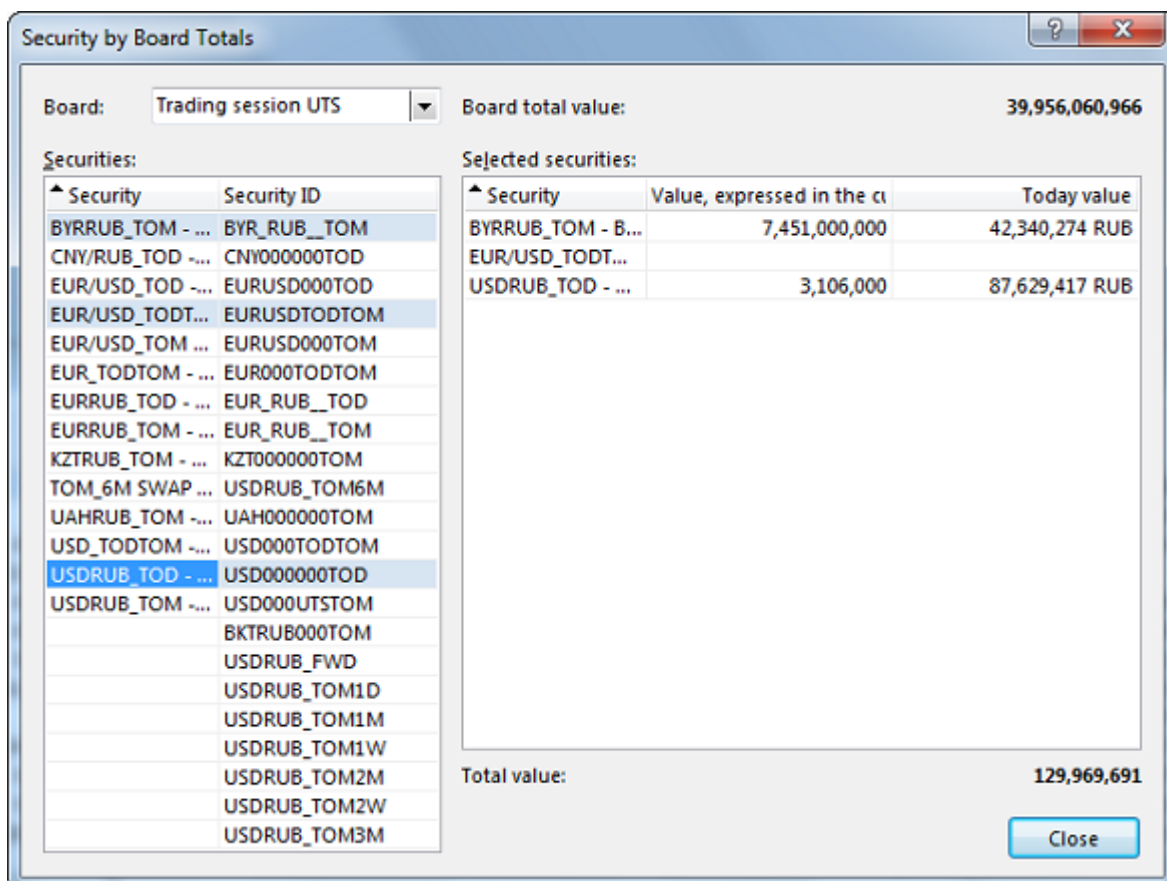 Security by Board Totals
Board: Trading session UTS Board total value: 39,956,060,966
Securities: Selected securities:
Security Security ID Security Value, expressed in the cu Today value
BYRRUB_TOM - ... BYR_RUB__TOM BYRRUB_TOM - B... 7,451,000,000 42,340,274 RUB
CNY/RUB_TOD -... CNY000000TOD EUR/USD_TODT...
EUR/USD_TOD -... EURUSD000TOD USDRUB_TOD - ... 3,106,000 87,629,417 RUB
EUR/USD_TODT... EURUSDTODTOM
EUR/USD_TOM ... EURUSD000TOM
EUR_TODTOM - ... EUR000TODTOM
EURRUB_TOD - ... EUR_RUB__TOD
EURRUB_TOM - ... EUR_RUB__TOM
KZTRUB_TOM - ... KZT000000TOM
TOM_6M SWAP ... USDRUB_TOM6M
UAHRUB_TOM -... UAH000000TOM
USD_TODTOM -... USD000TODTOM
USDRUB_TOD - ... USD000000TOD
USDRUB_TOM -... USD000UTSTOM
BKTRUB000TOM
USDRUB_FWD
USDRUB_TOM1D
USDRUB_TOM1M
USDRUB_TOM1W
USDRUB_TOM2M Total value: 129,969,691
USDRUB_TOM2W
USDRUB_TOM3M Close